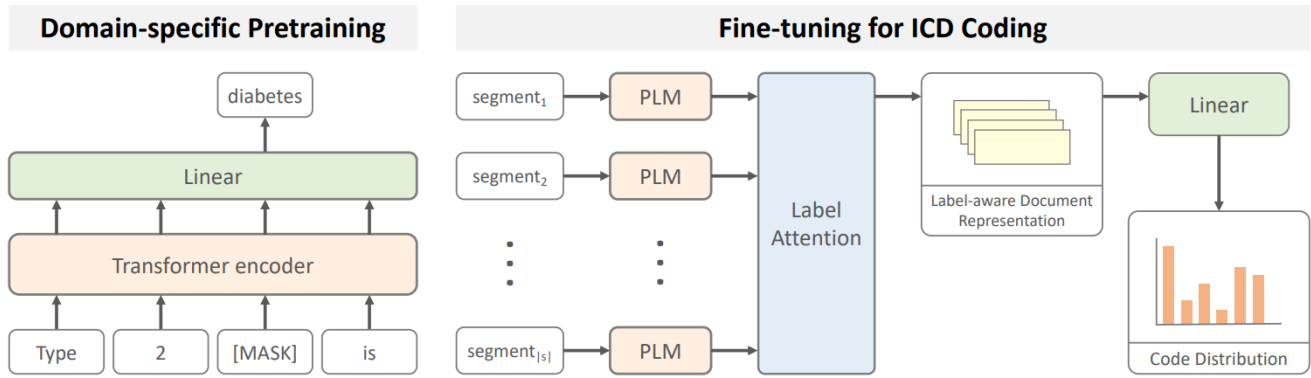 Domain-specific Pretraining
diabetes
Linear
Transformer encoder
Type 2 [MASK] is
Fine-tuning for ICD Coding
segment₁ PLM
segment₂ PLM
segment|s| PLM
Label
Attention
Label-aware Document
Representation
Linear
Code Distribution